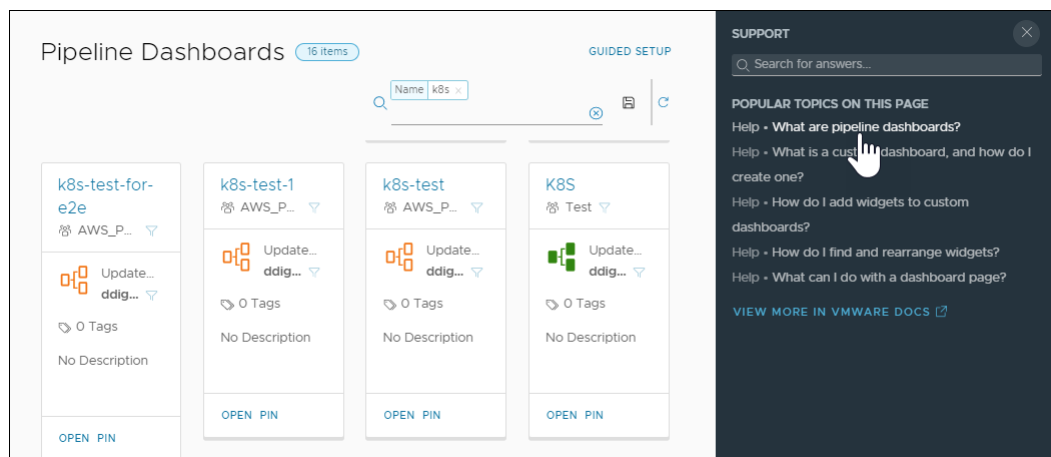 Pipeline Dashboards 16 items
GUIDED SETUP
Name k8s ×
k8s-test-for-
e2e
AWS_P...
Update...
ddig...
0 Tags
No Description
OPEN PIN
k8s-test-1
AWS_P...
Update...
ddig...
0 Tags
No Description
OPEN PIN
k8s-test
AWS_P...
Update...
ddig...
0 Tags
No Description
OPEN PIN
K8S
Test
Update...
ddig...
0 Tags
No Description
OPEN PIN
SUPPORT
Search for answers...
POPULAR TOPICS ON THIS PAGE
Help • What are pipeline dashboards?
Help • What is a custom dashboard, and how do I
create one?
Help • How do I add widgets to custom
dashboards?
Help • How do I find and rearrange widgets?
Help • What can I do with a dashboard page?
VIEW MORE IN VMWARE DOCS